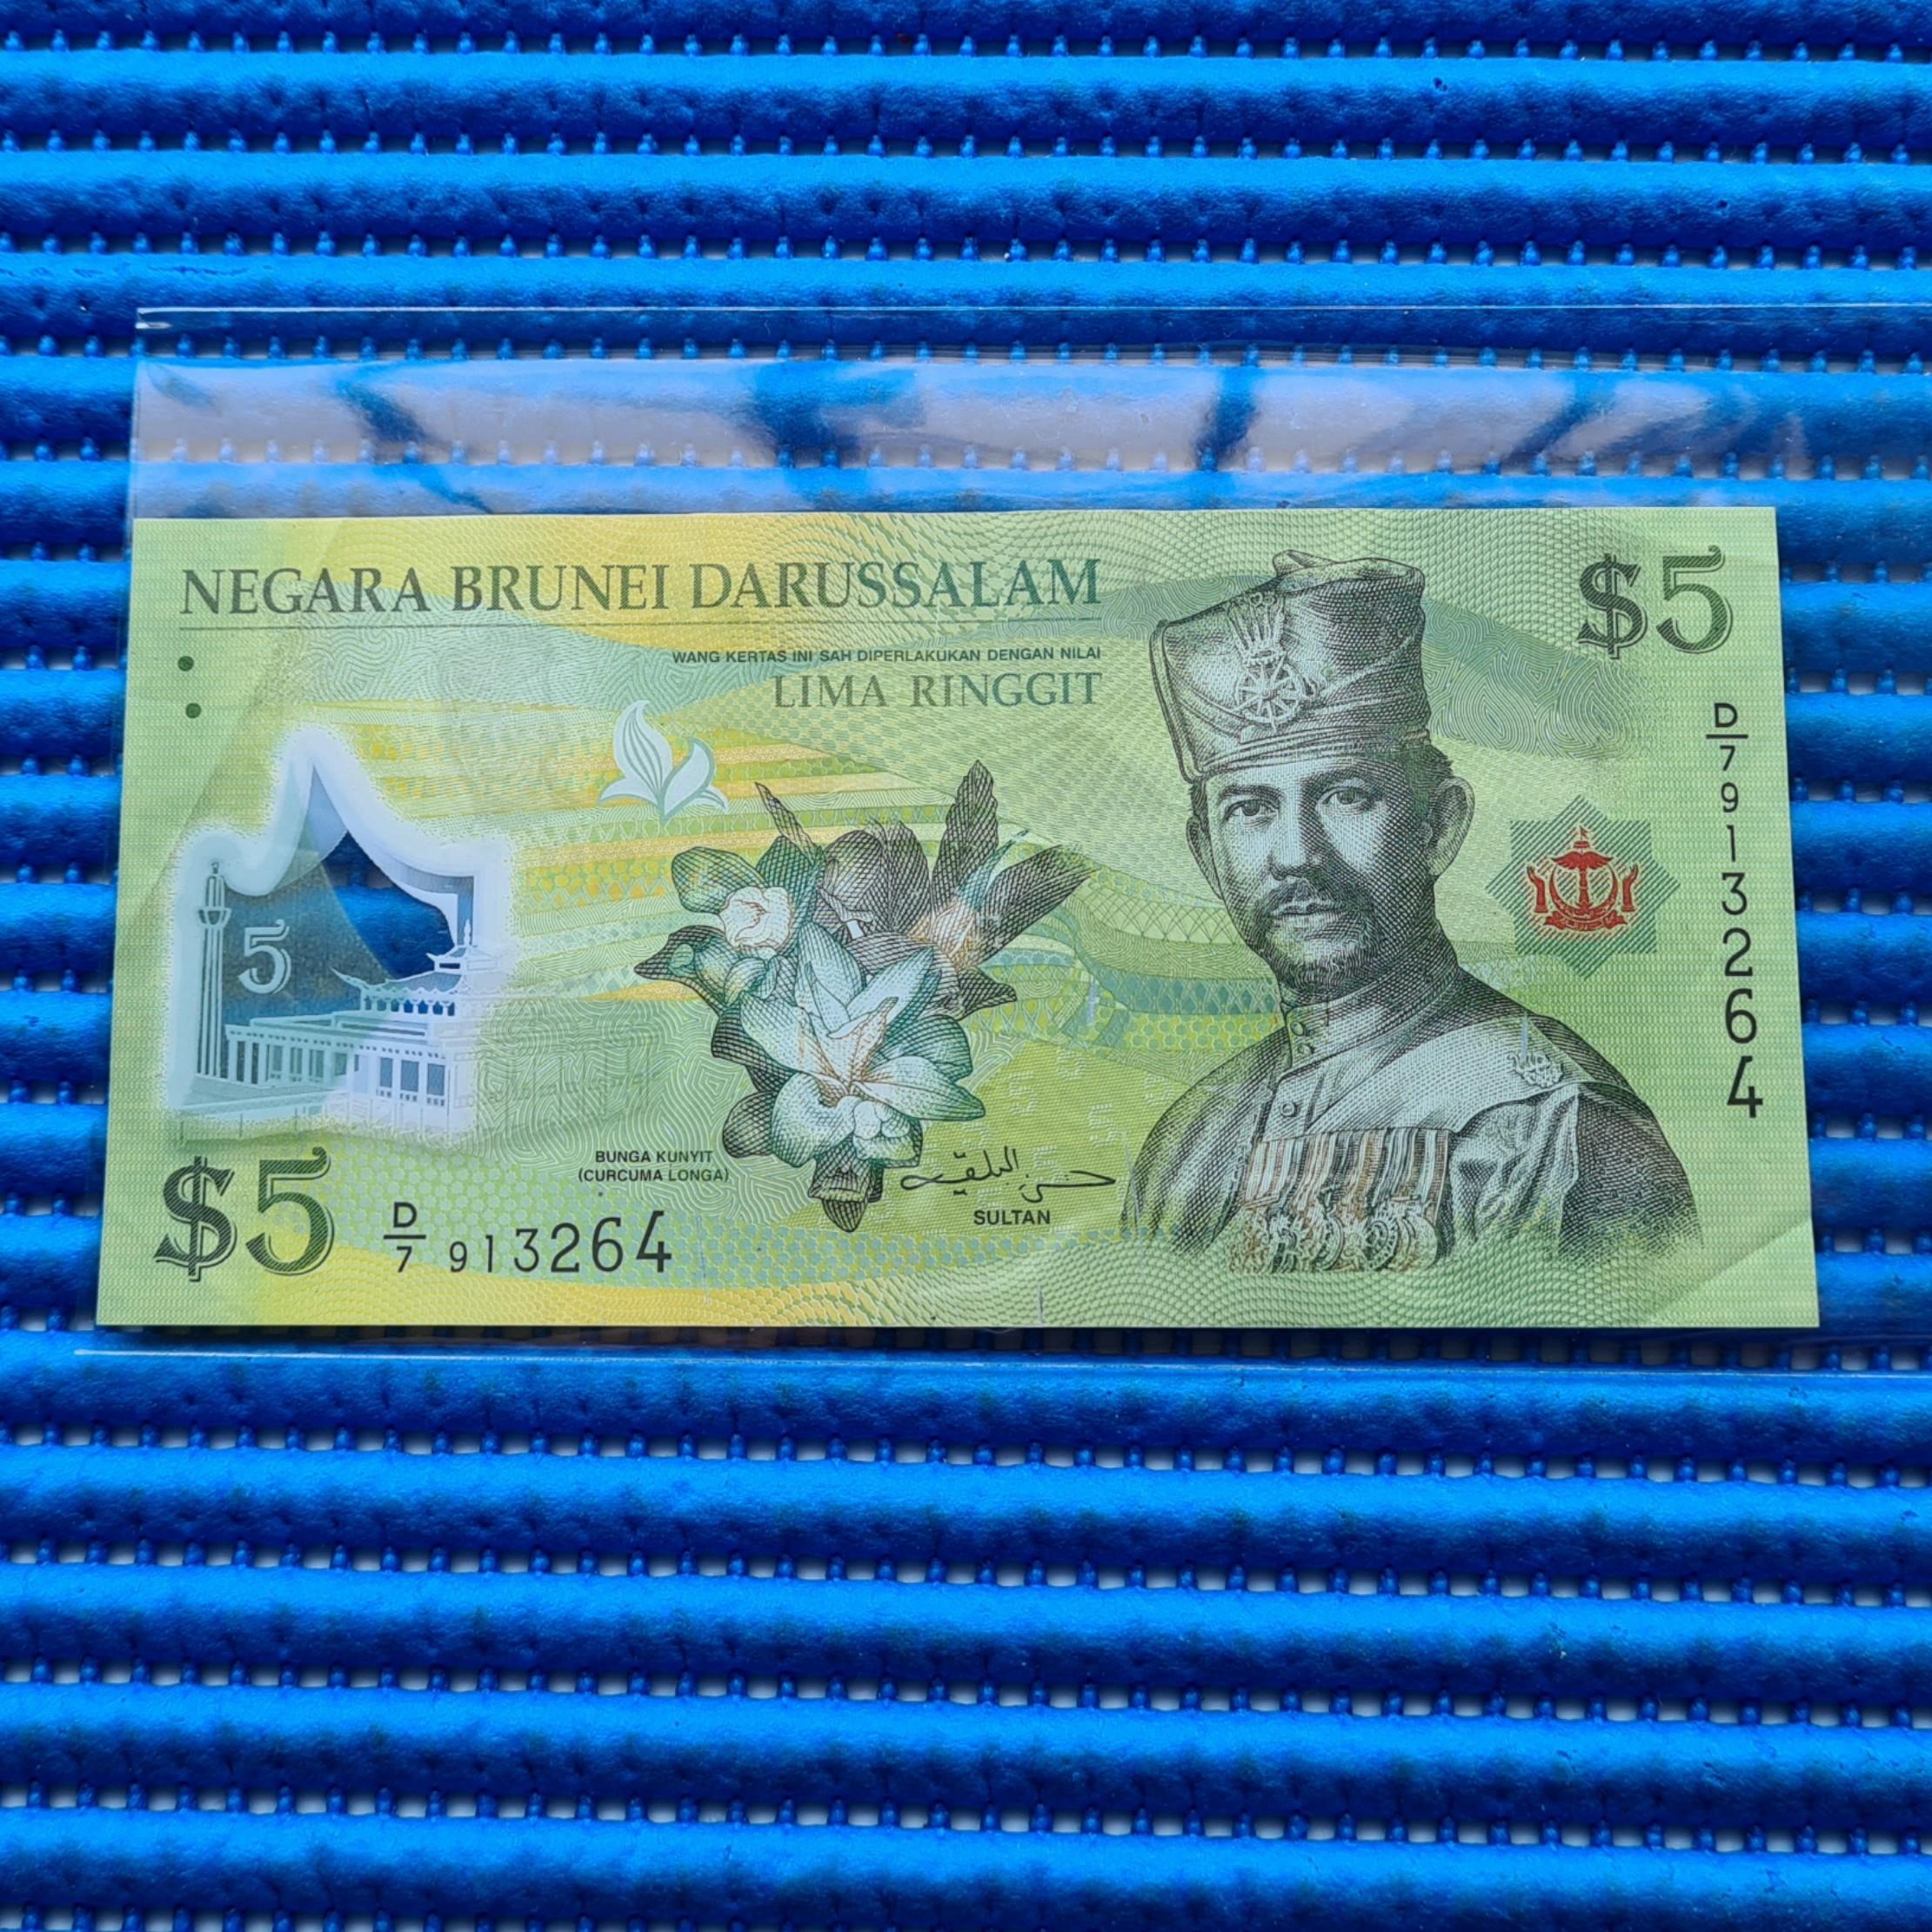 NEGARA BRUNEI DARUSSALAM
$5
WANG KERTAS INI SAH DIPERLAKUKAN DENGAN NILAI
LIMA RINGGIT
D/7 913264
5
BUNGA KUNYIT
(CURCUMA LONGA)
SULTAN
$5
D/7 913264